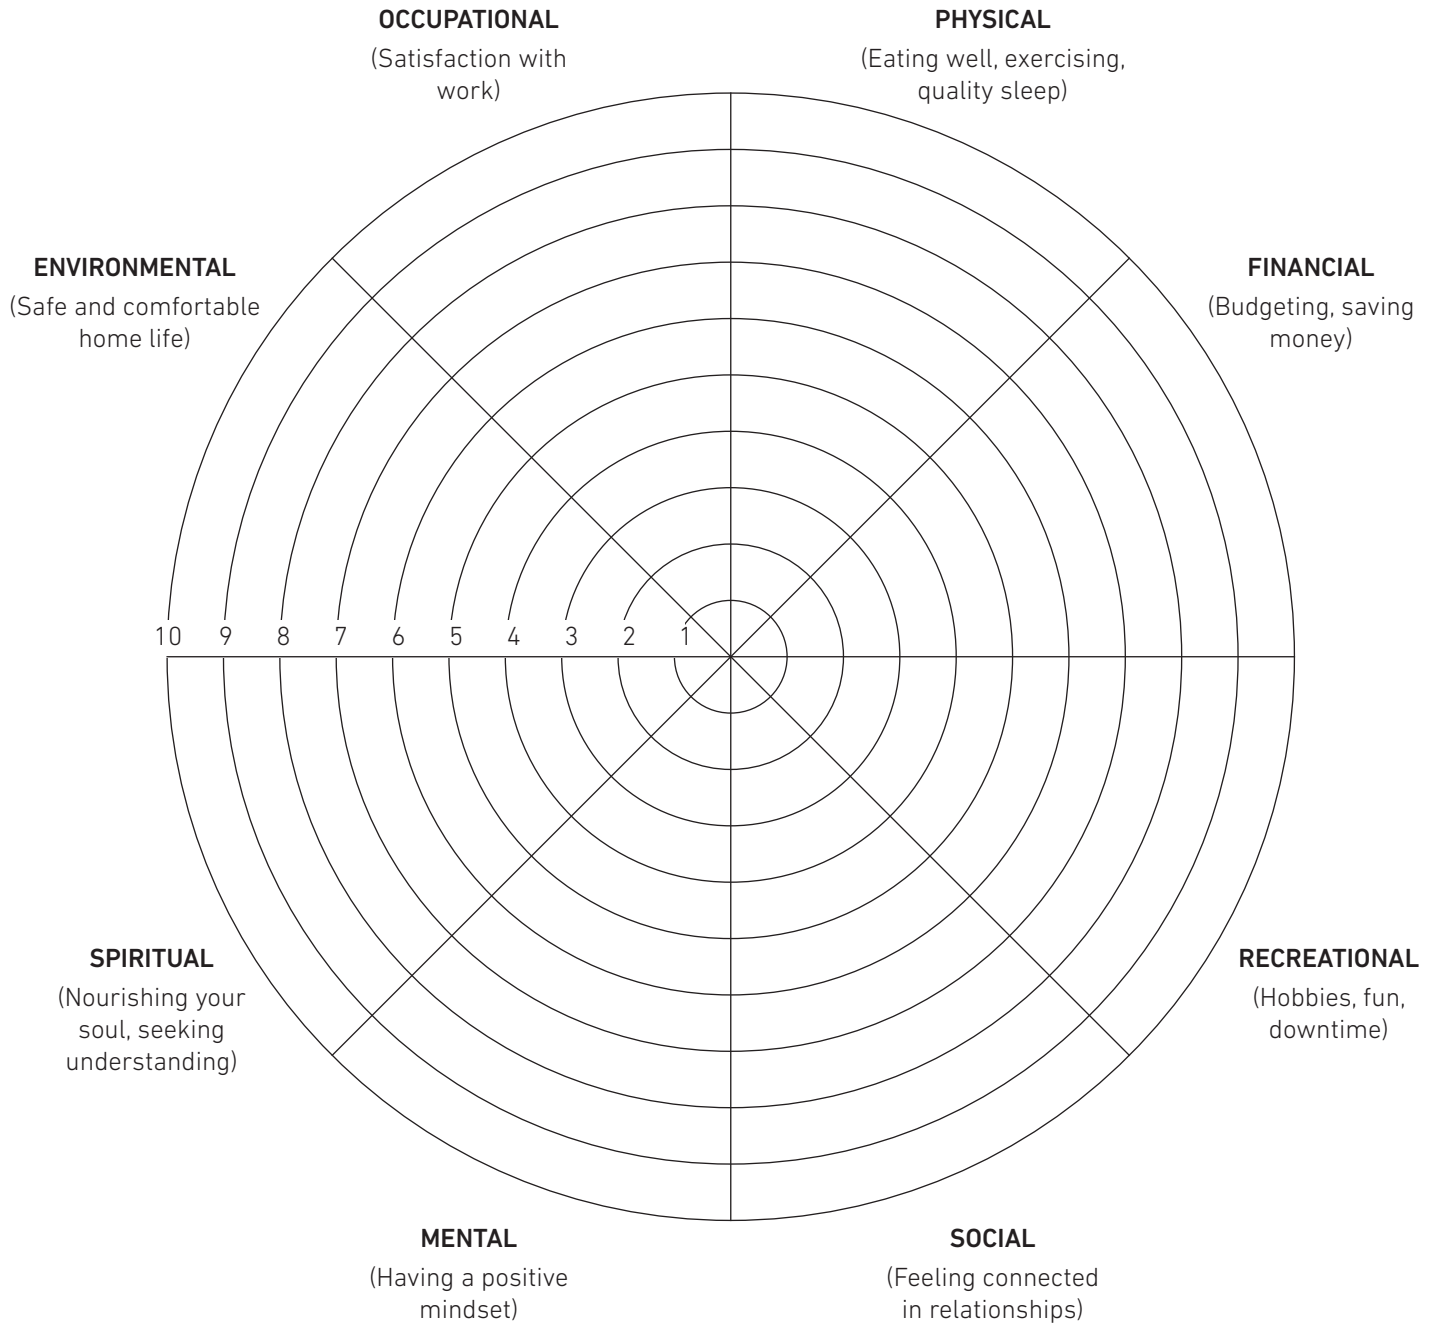 OCCUPATIONAL
(Satisfaction with
work)
PHYSICAL
(Eating well, exercising,
quality sleep)
ENVIRONMENTAL
(Safe and comfortable
home life)
FINANCIAL
(Budgeting, saving
money)
10 9 8 7 6 5 4 3 2 1
SPIRITUAL
(Nourishing your
soul, seeking
understanding)
RECREATIONAL
(Hobbies, fun,
downtime)
MENTAL
(Having a positive
mindset)
SOCIAL
(Feeling connected
in relationships)